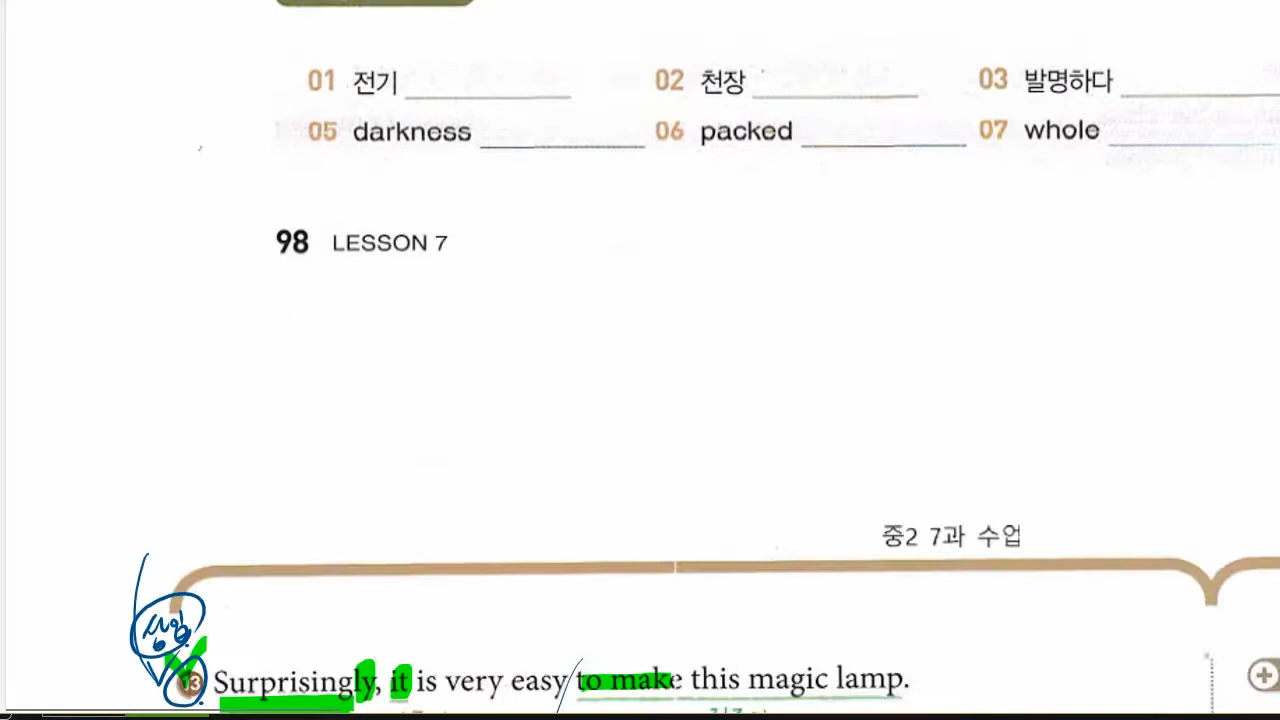 01 전기 02 천장 03 발명하다
05 darkness 06 packed 07 whole
98 LESSON 7
중2 7과 수업
13 Surprisingly, it is very easy to make this magic lamp.